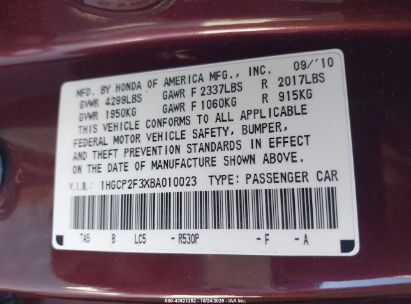 MFD. BY HONDA OF AMERICA MFG., INC. 09/'10
GVWR 4299LBS GAWR F 2337LBS R 2017LBS
GVWR 1950KG GAWR F 1060KG R 915KG
THIS VEHICLE CONFORMS TO ALL APPLICABLE
FEDERAL MOTOR VEHICLE SAFETY, BUMPER,
AND THEFT PREVENTION STANDARDS IN EFFECT
ON THE DATE OF MANUFACTURE SHOWN ABOVE.
V.I.N.: 1HGCP2F3XBA010023 TYPE: PASSENGER CAR
TA5 B LC5 - R530P - F - A